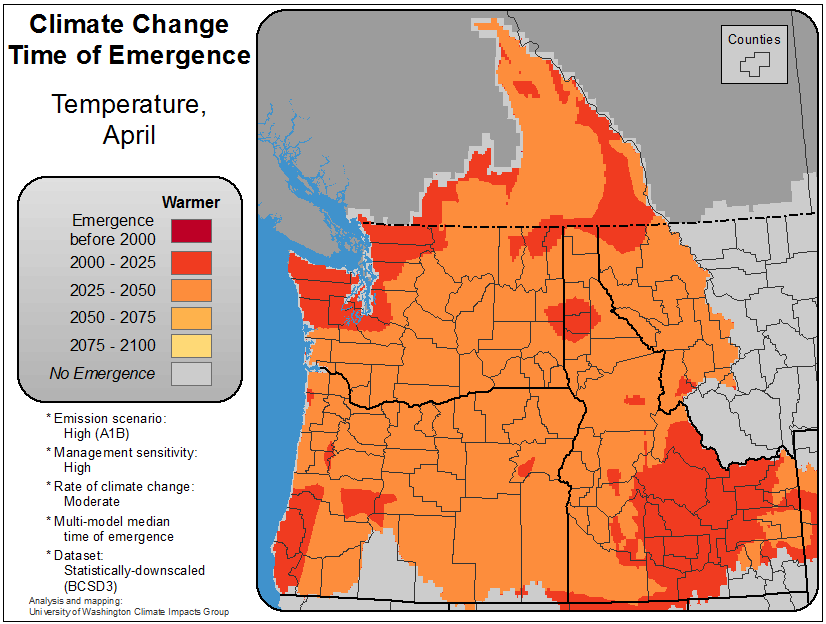 Climate Change
Time of Emergence
Temperature,
April
Warmer
Emergence
before 2000
2000 - 2025
2025 - 2050
2050 - 2075
2075 - 2100
No Emergence
* Emission scenario:
High (A1B)
* Management sensitivity:
High
* Rate of climate change:
Moderate
* Multi-model median
time of emergence
* Dataset:
Statistically-downscaled
(BCSD3)
Analysis and mapping:
University of Washington Climate Impacts Group
Counties